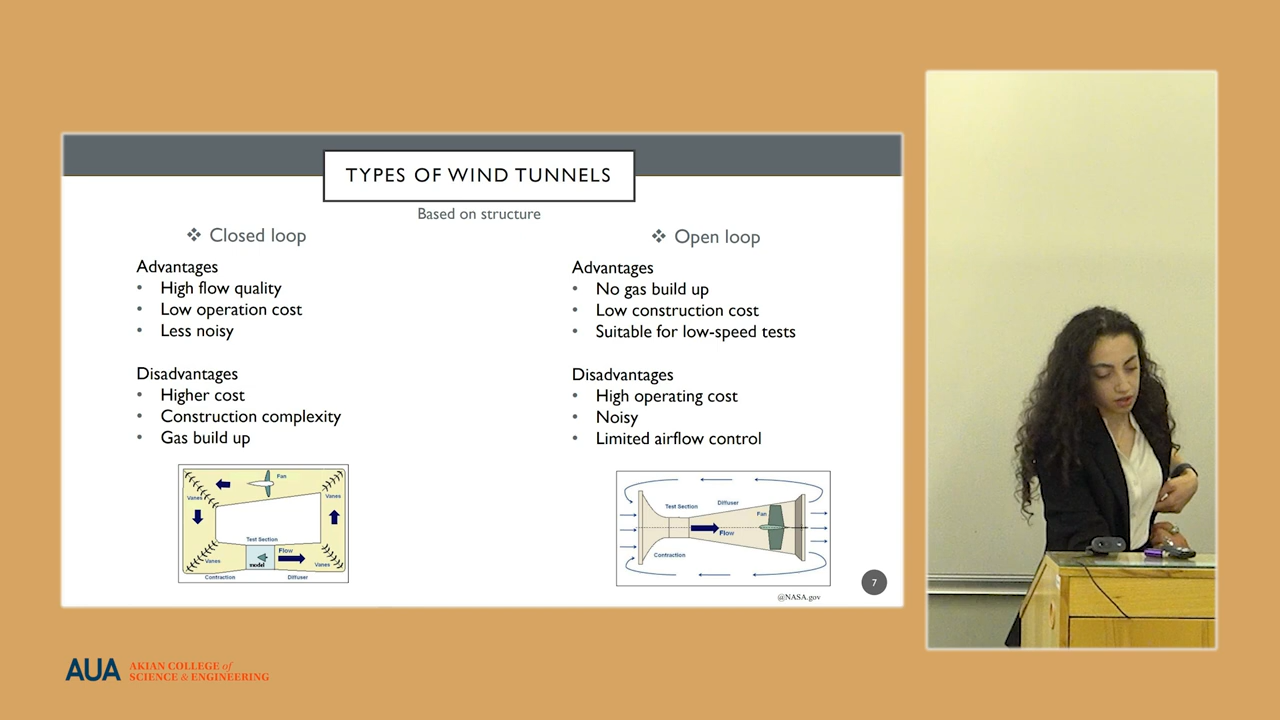 TYPES OF WIND TUNNELS
Based on structure
❖ Closed loop
Advantages
• High flow quality
• Low operation cost
• Less noisy
Disadvantages
• Higher cost
• Construction complexity
• Gas build up
Fan
Vanes
Vanes
Test Section
Flow
model
Vanes
Vanes
Contraction
Diffuser
❖ Open loop
Advantages
• No gas build up
• Low construction cost
• Suitable for low-speed tests
Disadvantages
• High operating cost
• Noisy
• Limited airflow control
Test Section
Diffuser
Fan
Flow
Contraction
@NASA.gov
7
AUA
AKIAN COLLEGE of
SCIENCE & ENGINEERING